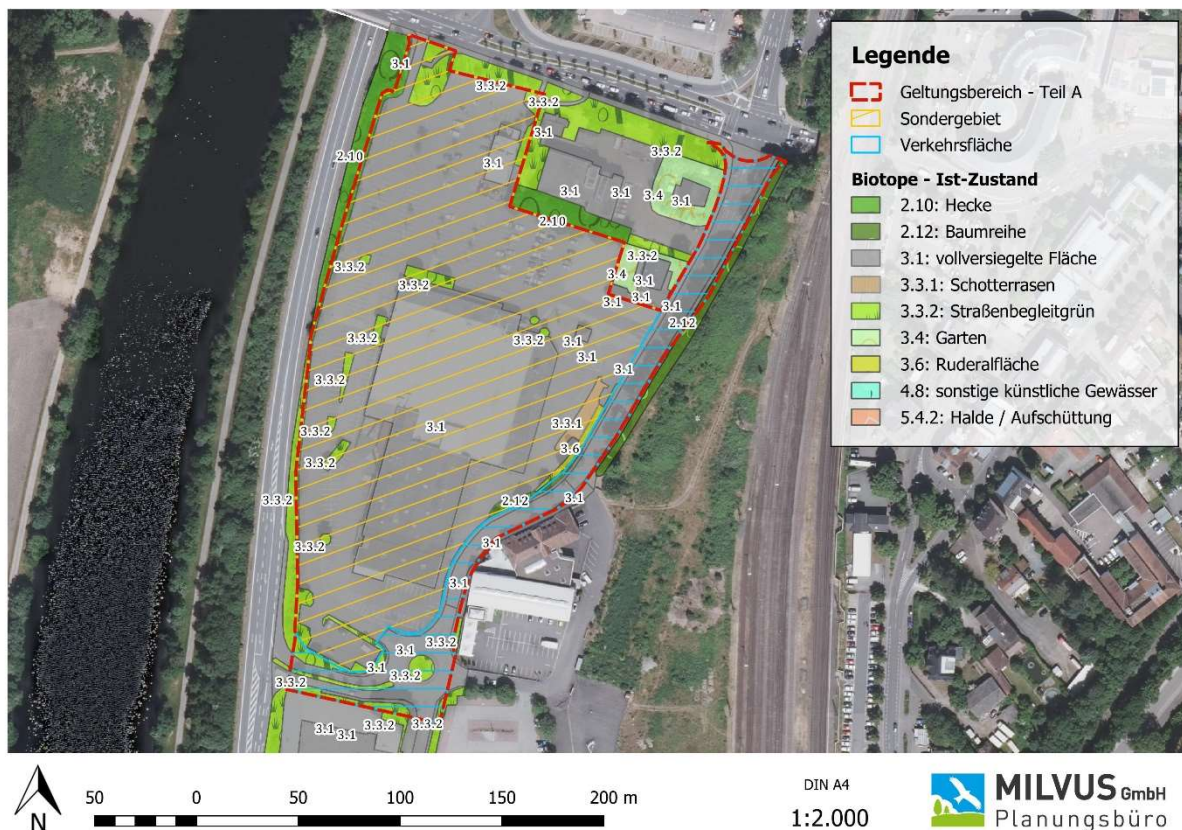 Legende
Geltungsbereich - Teil A
Sondergebiet
Verkehrsfläche
Biotope - Ist-Zustand
2.10: Hecke
2.12: Baumreihe
3.1: vollversiegelte Fläche
3.3.1: Schotterrasen
3.3.2: Straßenbegleitgrün
3.4: Garten
3.6: Ruderalfläche
4.8: sonstige künstliche Gewässer
5.4.2: Halde / Aufschüttung
3.1
3.3.2
3.3.2
3.1
3.3.2
2.10
3.1
3.1
3.1
3.4
3.1
2.10
3.3.2
3.3.2
3.4
3.1
3.3.2
3.1
3.1
3.1
2.12
3.3.2
3.3.2
3.1
3.1
3.1
3.3.2
3.3.1
3.1
3.3.2
3.6
3.3.2
3.3.2
2.12
3.1
3.3.2
3.1
3.1
3.3.2
3.1
3.1
3.3.2
3.3.2
3.1
3.3.2
3.3.2
3.1
N
50 0 50 100 150 200 m
DIN A4
1:2.000
MILVUS GmbH
Planungsbüro